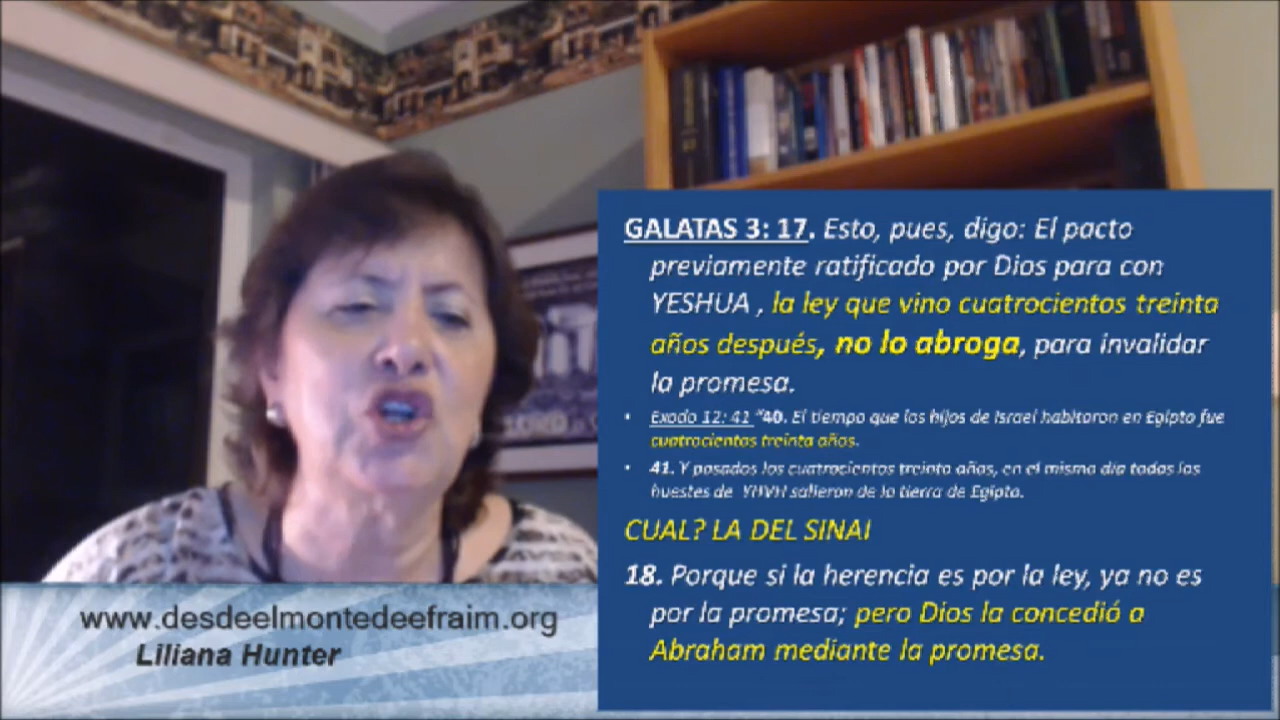 GALATAS 3: 17. Esto, pues, digo: El pacto
previamente ratificado por Dios para con
YESHUA , la ley que vino cuatrocientos treinta
años después, no lo abroga, para invalidar
la promesa.
• Exodo 12: 41 "40. El tiempo que los hijos de Israel habitaron en Egipto fue
cuatrocientos treinta años.
• 41. Y pasados los cuatrocientos treinta años, en el mismo día todas las
huestes de YHVH salieron de la tierra de Egipto.
CUAL? LA DEL SINAI
18. Porque si la herencia es por la ley, ya no es
por la promesa; pero Dios la concedió a
Abraham mediante la promesa.
www.desdeelmontedeefraim.org
Liliana Hunter